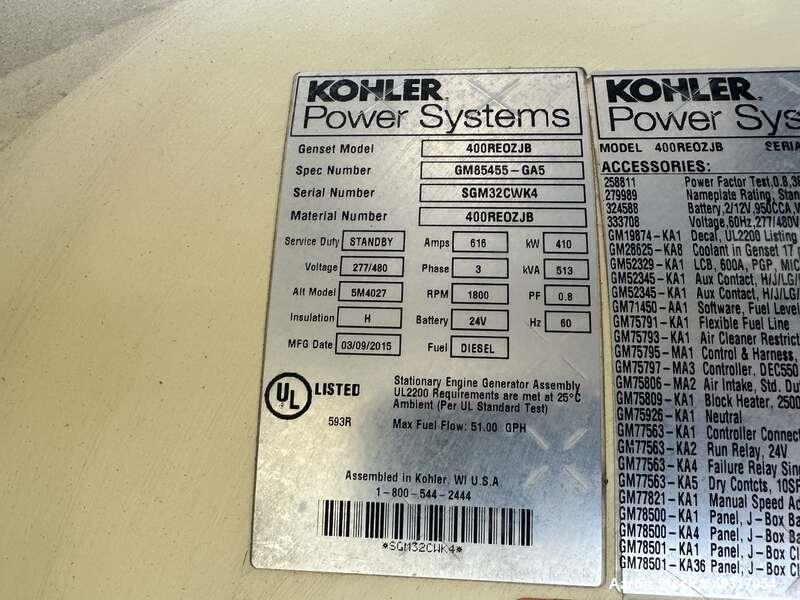 KOHLER
Power Systems
Genset Model 400REOZJB
Spec Number GM85455-GA5
Serial Number SGM32CWK4
Material Number 400REOZJB
Service Duty STANDBY Amps 616 kW 410
Voltage 277/480 Phase 3 kVA 513
Alt Model 5M4027 RPM 1800 PF 0.8
Insulation H Battery 24V Hz 60
MFG Date 03/09/2015 Fuel DIESEL
UL LISTED
593R
Stationary Engine Generator Assembly
UL2200 Requirements are met at 25°C
Ambient (Per UL Standard Test)
Max Fuel Flow: 51.00 GPH
Assembled in Kohler, WI U.S.A
1-800-544-2444
*SGM32CWK4*
KOHLER
Power Sys
MODEL 400REOZJB SERIA
ACCESSORIES:
258811 Power Factor Test,0.8,3
279989 Nameplate Rating, Stan
324588 Battery,2/12V,950CCA,
333708 Voltage,60Hz,277/480V
GM19874-KA1 Decal, UL2200 Listing
GM28625-KA8 Coolant in Genset 17
GM52329-KA1 LCB, 600A, PGP, MIC
GM52345-KA1 Aux Contact, H/J/LG/
GM52345-KA1 Aux Contact, H/J/LG/
GM71450-AA1 Software, Fuel Level
GM75791-KA1 Flexible Fuel Line
GM75793-KA1 Air Cleaner Restrict
GM75795-MA1 Control & Harness,
GM75797-MA3 Controller, DEC550
GM75806-MA2 Air Intake, Std. Du
GM75809-KA1 Block Heater, 2500
GM75926-KA1 Neutral
GM77563-KA1 Controller Connect
GM77563-KA2 Run Relay, 24V
GM77563-KA4 Failure Relay Sin
GM77563-KA5 Dry Contcts, 10SP
GM77821-KA1 Manual Speed Ad
GM78500-KA1 Panel, J-Box Ba
GM78500-KA4 Panel, J-Box Ba
GM78501-KA1 Panel, J-Box Cl
GM78501-KA36 Panel, J-Box Cl